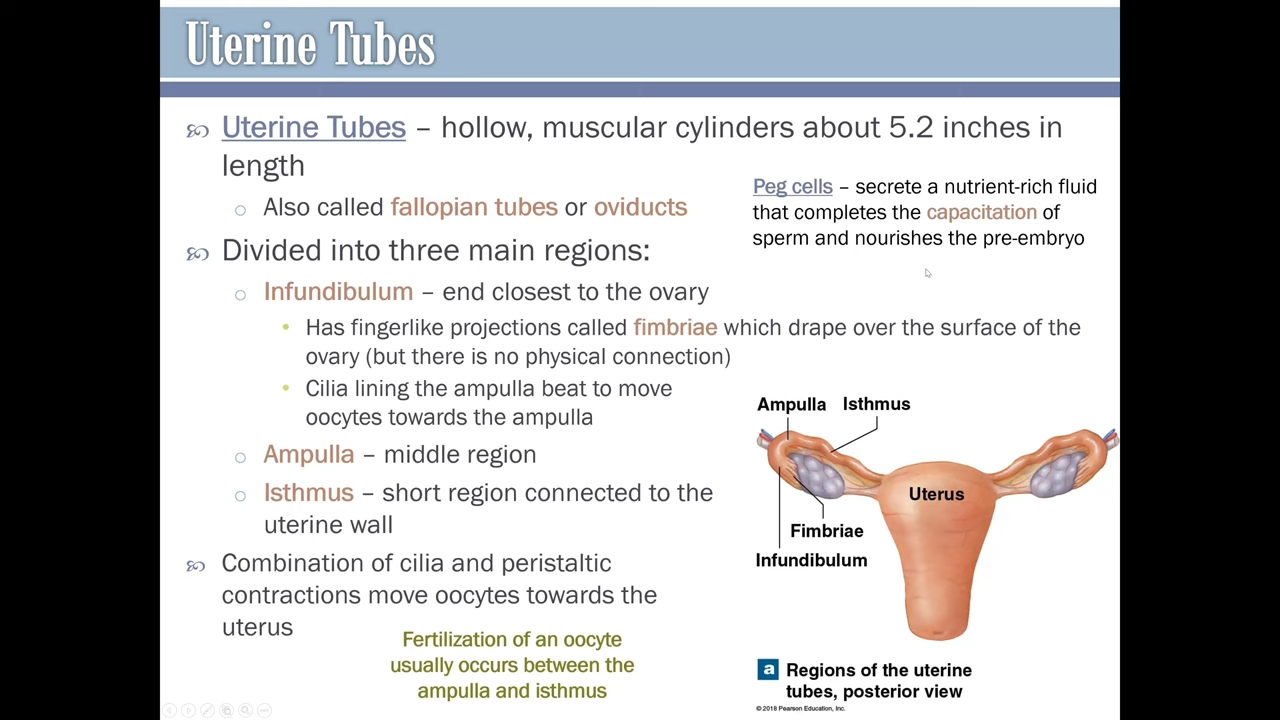 Uterine Tubes
Uterine Tubes – hollow, muscular cylinders about 5.2 inches in
length
Also called fallopian tubes or oviducts
Peg cells – secrete a nutrient-rich fluid
that completes the capacitation of
sperm and nourishes the pre-embryo
Divided into three main regions:
Infundibulum – end closest to the ovary
Has fingerlike projections called fimbriae which drape over the surface of the
ovary (but there is no physical connection)
Cilia lining the ampulla beat to move
oocytes towards the ampulla
Ampulla – middle region
Isthmus – short region connected to the
uterine wall
Combination of cilia and peristaltic
contractions move oocytes towards the
uterus
Fertilization of an oocyte
usually occurs between the
ampulla and isthmus
Ampulla
Isthmus
Uterus
Fimbriae
Infundibulum
a Regions of the uterine
tubes, posterior view
© 2018 Pearson Education, Inc.